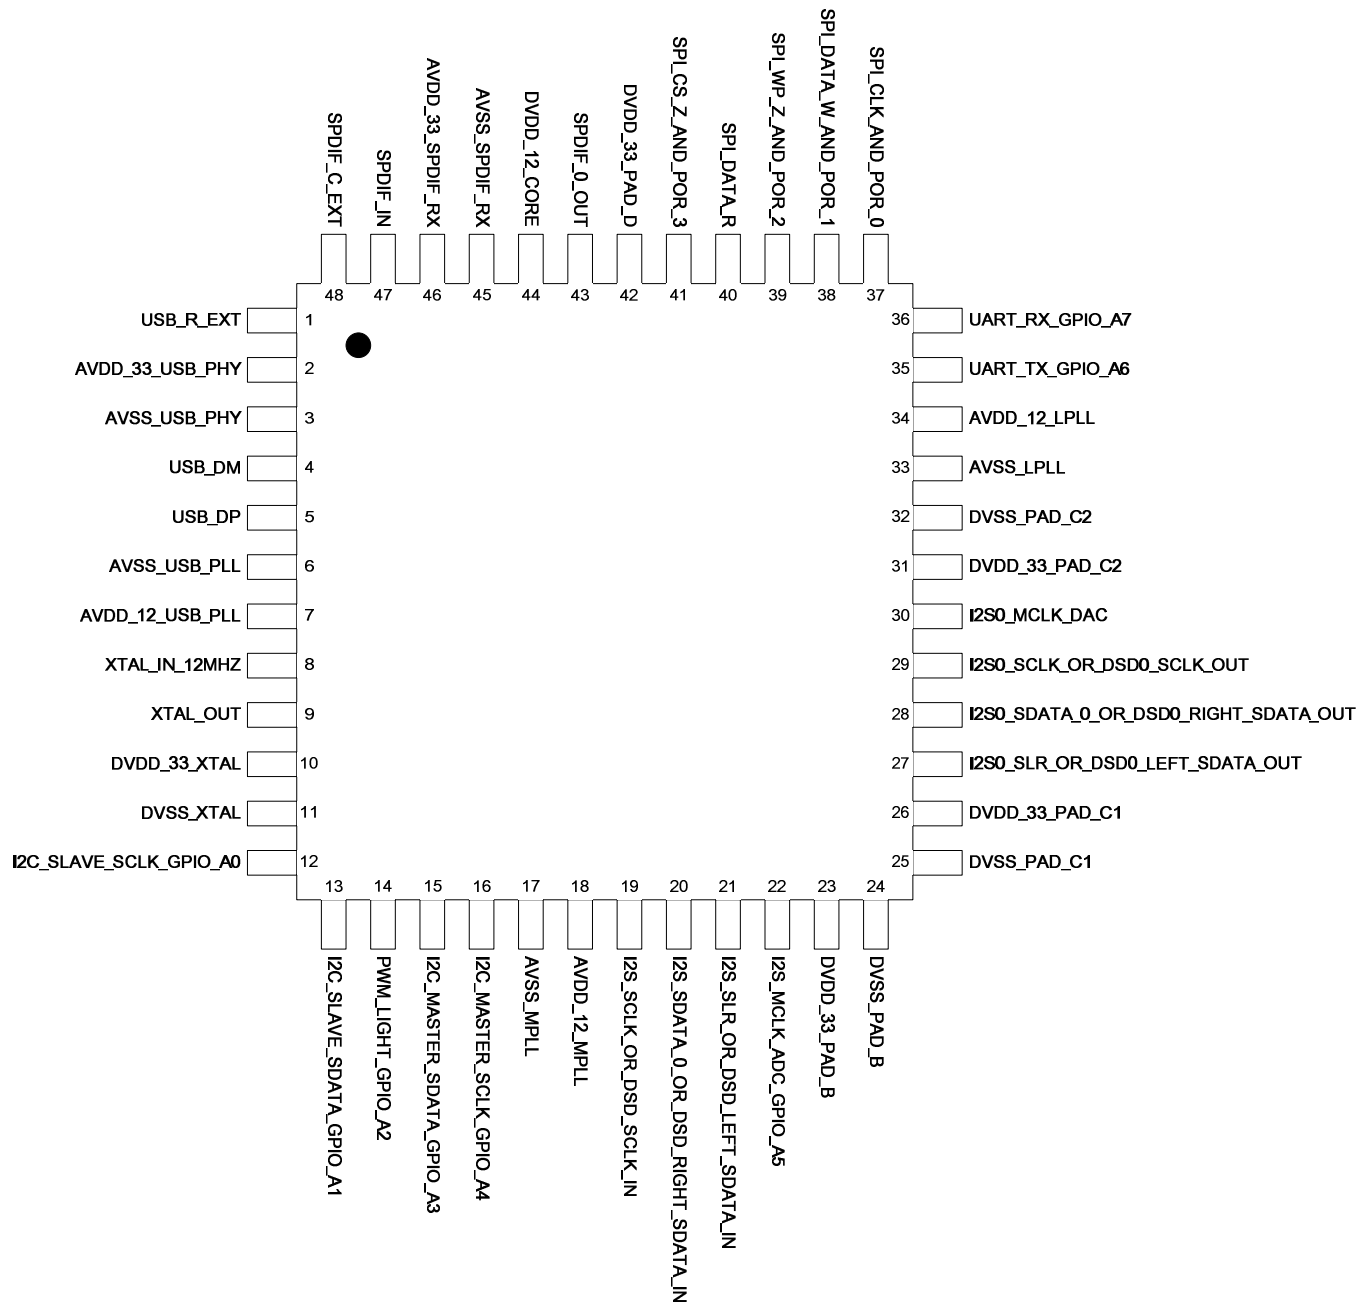 SPDIF_C_EXT
SPDIF_IN
AVDD_33_SPDIF_RX
AVSS_SPDIF_RX
DVDD_12_CORE
SPDIF_0_OUT
DVDD_33_PAD_D
SPI_CS_Z_AND_POR_3
SPI_DATA_R
SPI_WP_Z_AND_POR_2
SPI_DATA_W_AND_POR_1
SPI_CLK_AND_POR_0
48 47 46 45 44 43 42 41 40 39 38 37
USB_R_EXT 1
AVDD_33_USB_PHY 2
AVSS_USB_PHY 3
USB_DM 4
USB_DP 5
AVSS_USB_PLL 6
AVDD_12_USB_PLL 7
XTAL_IN_12MHZ 8
XTAL_OUT 9
DVDD_33_XTAL 10
DVSS_XTAL 11
I2C_SLAVE_SCLK_GPIO_A0 12
36 UART_RX_GPIO_A7
35 UART_TX_GPIO_A6
34 AVDD_12_LPLL
33 AVSS_LPLL
32 DVSS_PAD_C2
31 DVDD_33_PAD_C2
30 I2S0_MCLK_DAC
29 I2S0_SCLK_OR_DSD0_SCLK_OUT
28 I2S0_SDATA_0_OR_DSD0_RIGHT_SDATA_OUT
27 I2S0_SLR_OR_DSD0_LEFT_SDATA_OUT
26 DVDD_33_PAD_C1
25 DVSS_PAD_C1
13 14 15 16 17 18 19 20 21 22 23 24
I2C_SLAVE_SDATA_GPIO_A1
PWM_LIGHT_GPIO_A2
I2C_MASTER_SDATA_GPIO_A3
I2C_MASTER_SCLK_GPIO_A4
AVSS_MPLL
AVDD_12_MPLL
I2S_SCLK_OR_DSD_SCLK_IN
I2S_SDATA_0_OR_DSD_RIGHT_SDATA_IN
I2S_SLR_OR_DSD_LEFT_SDATA_IN
I2S_MCLK_ADC_GPIO_A5
DVDD_33_PAD_B
DVSS_PAD_B